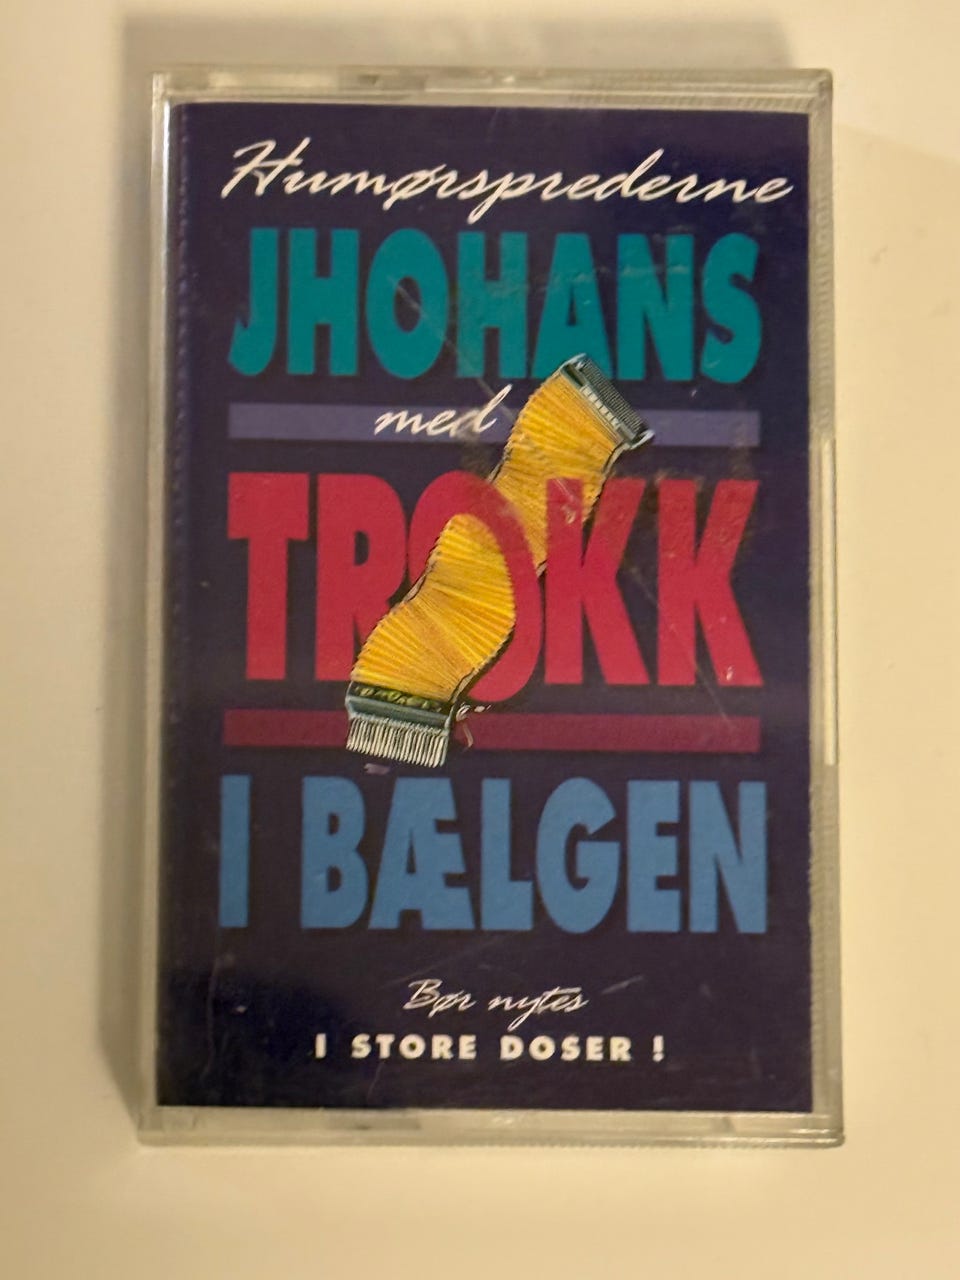 Humørsprederne
JHOHANS
med
TROKK
I BÆLGEN
Bør nytes
I STORE DOSER !